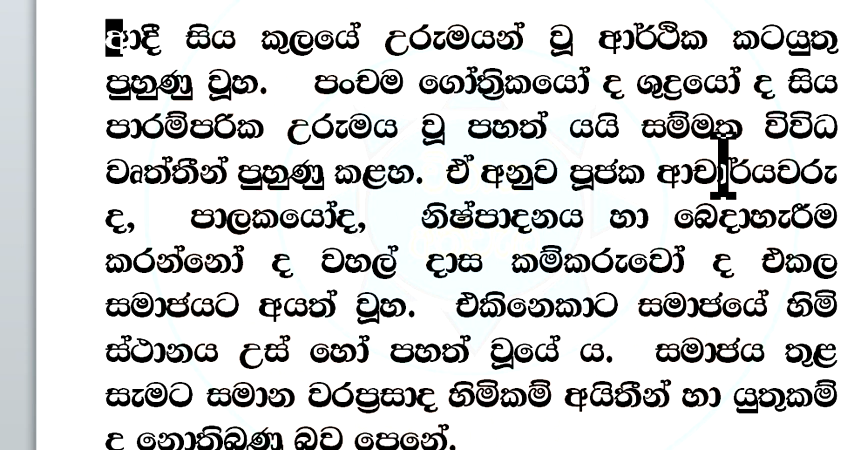 ආදී සිය කුලයේ උරුමයන් වූ ආර්ථික කටයුතු
පුහුණු වූහ. පංචම ගෝත්‍රිකයෝ ද ශුද්‍රයෝ ද සිය
පාරම්පරික උරුමය වූ පහත් යයි සම්මත විවිධ
වෘත්තීන් පුහුණු කළහ. ඒ අනුව පූජක ආචාර්යවරු
ද, පාලකයෝද, නිෂ්පාදනය හා බෙදාහැරීම
කරන්නෝ ද වහල් දාස කම්කරුවෝ ද එකල
සමාජයට අයත් වූහ. එකිනෙකාට සමාජයේ හිමි
ස්ථානය උස් හෝ පහත් වූයේ ය. සමාජය තුළ
සැමට සමාන වරප්‍රසාද හිමිකම් අයිතීන් හා යුතුකම්
ද නොතිබුණු බව පෙනේ.